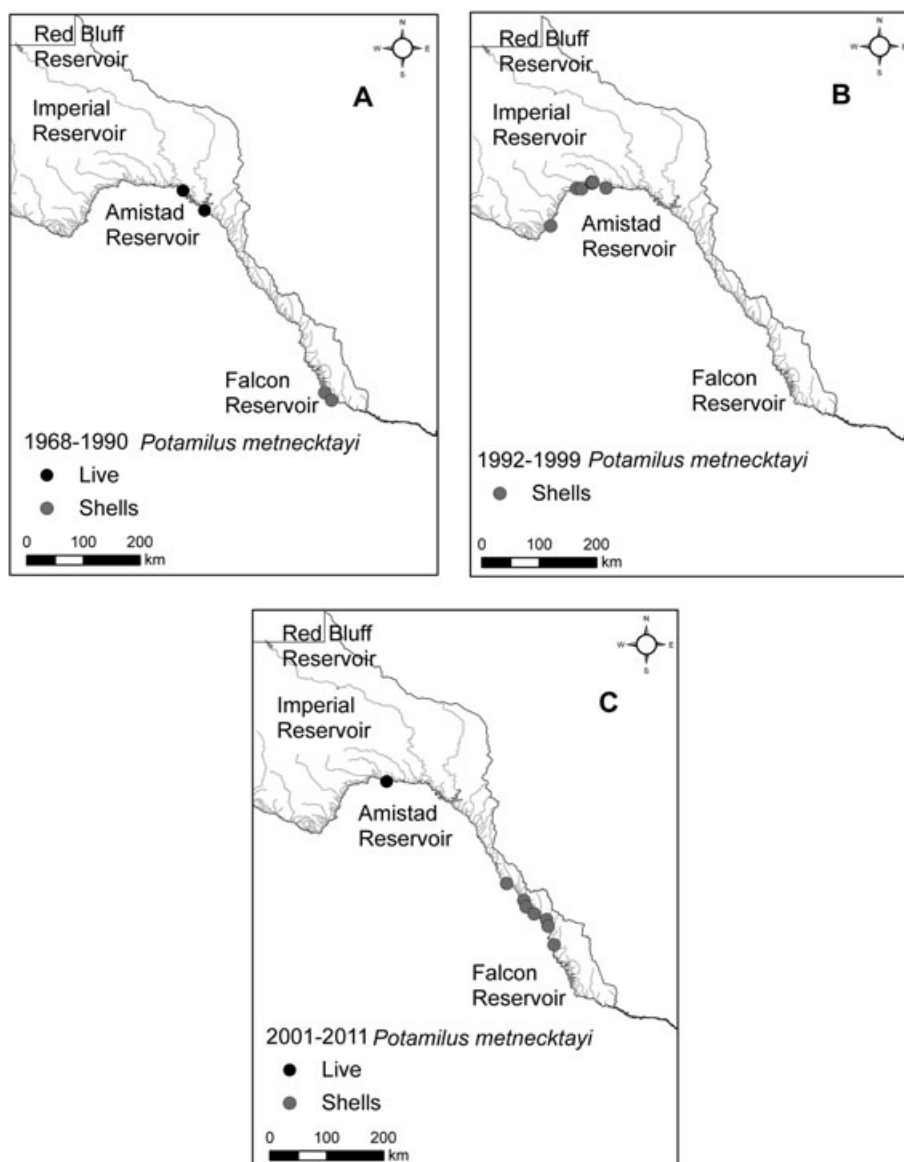 Red Bluff
Reservoir
N
W E
S
A
Imperial
Reservoir
Amistad
Reservoir
Falcon
Reservoir
1968-1990 Potamilus metnecktayi
Live
Shells
0 100 200
km
Red Bluff
Reservoir
N
W E
S
B
Imperial
Reservoir
Amistad
Reservoir
Falcon
Reservoir
1992-1999 Potamilus metnecktayi
Shells
0 100 200
km
Red Bluff
Reservoir
N
W E
S
C
Imperial
Reservoir
Amistad
Reservoir
Falcon
Reservoir
2001-2011 Potamilus metnecktayi
Live
Shells
0 100 200
km